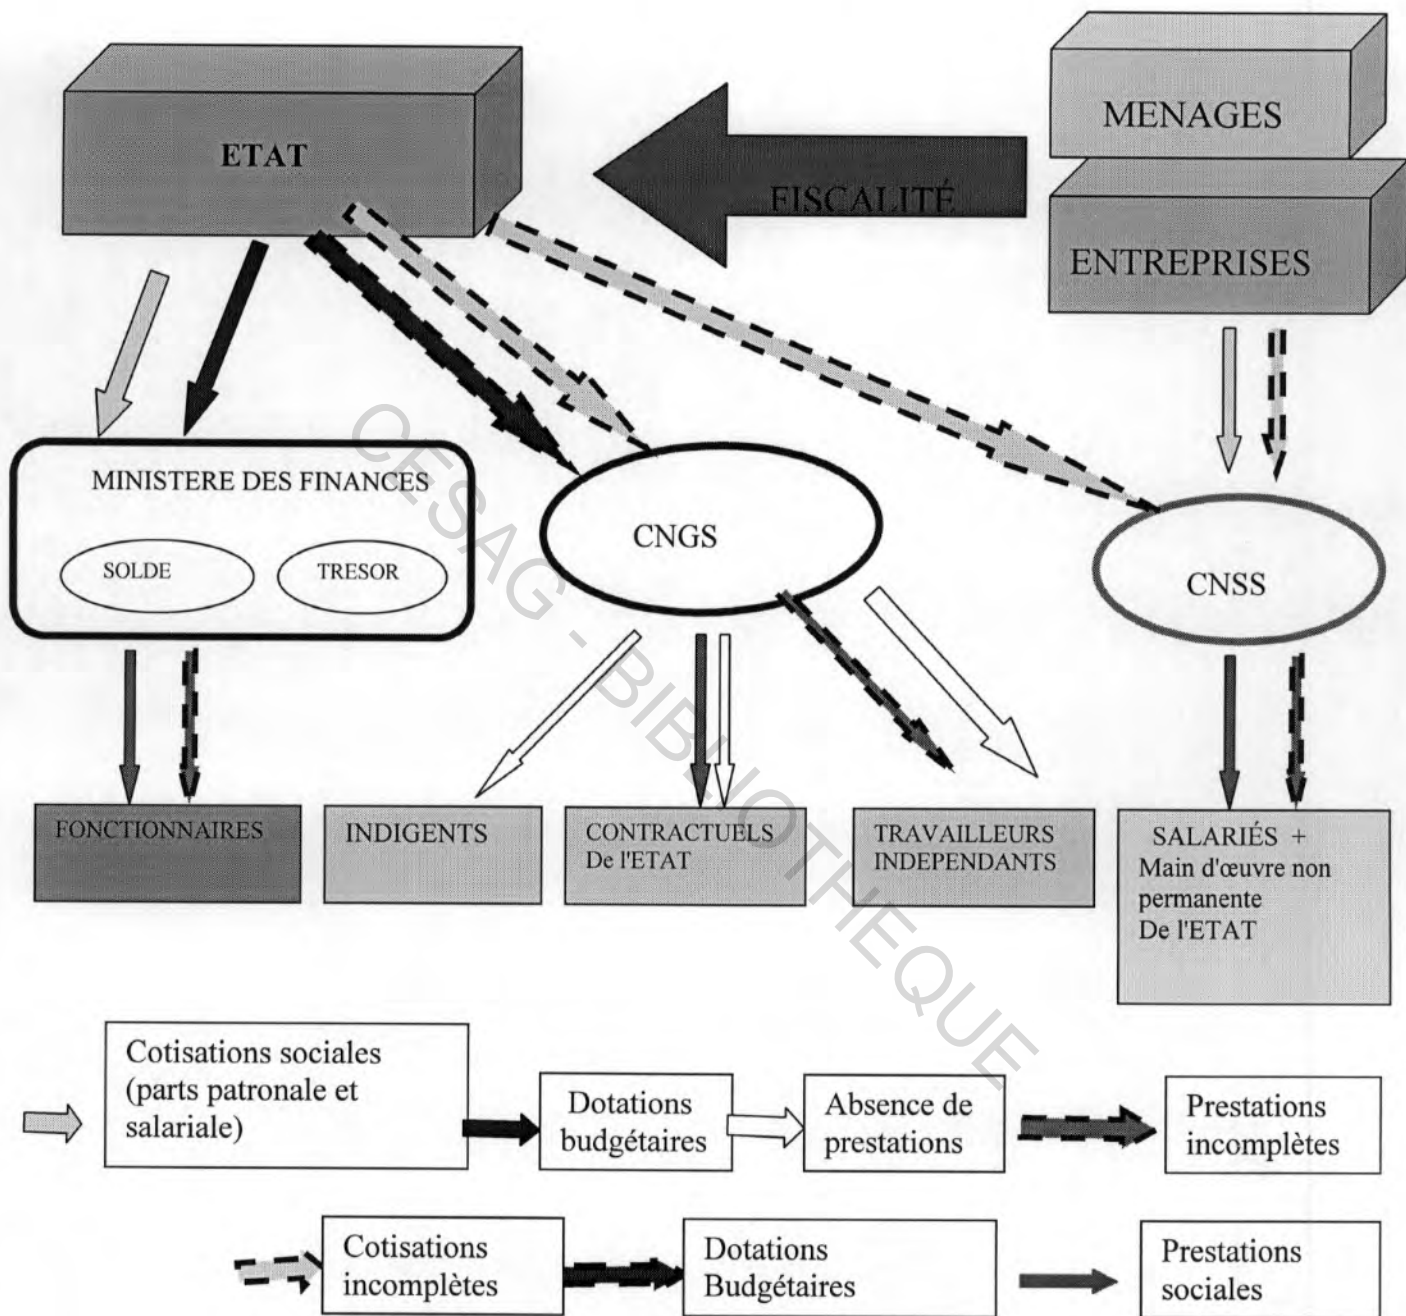 ETAT
MENAGES
FISCALITÉ
ENTREPRISES
MINISTERE DES FINANCES
SOLDE
TRESOR
CNGS
CNSS
CESAG - BIBLIOTHEQUE
FONCTIONNAIRES
INDIGENTS
CONTRACTUELS
De l'ETAT
TRAVAILLEURS
INDEPENDANTS
SALARIÉS +
Main d'œuvre non
permanente
De l'ETAT
Cotisations sociales
(parts patronale et
salariale)
Dotations
budgétaires
Absence de
prestations
Prestations
incomplètes
Cotisations
incomplètes
Dotations
Budgétaires
Prestations
sociales